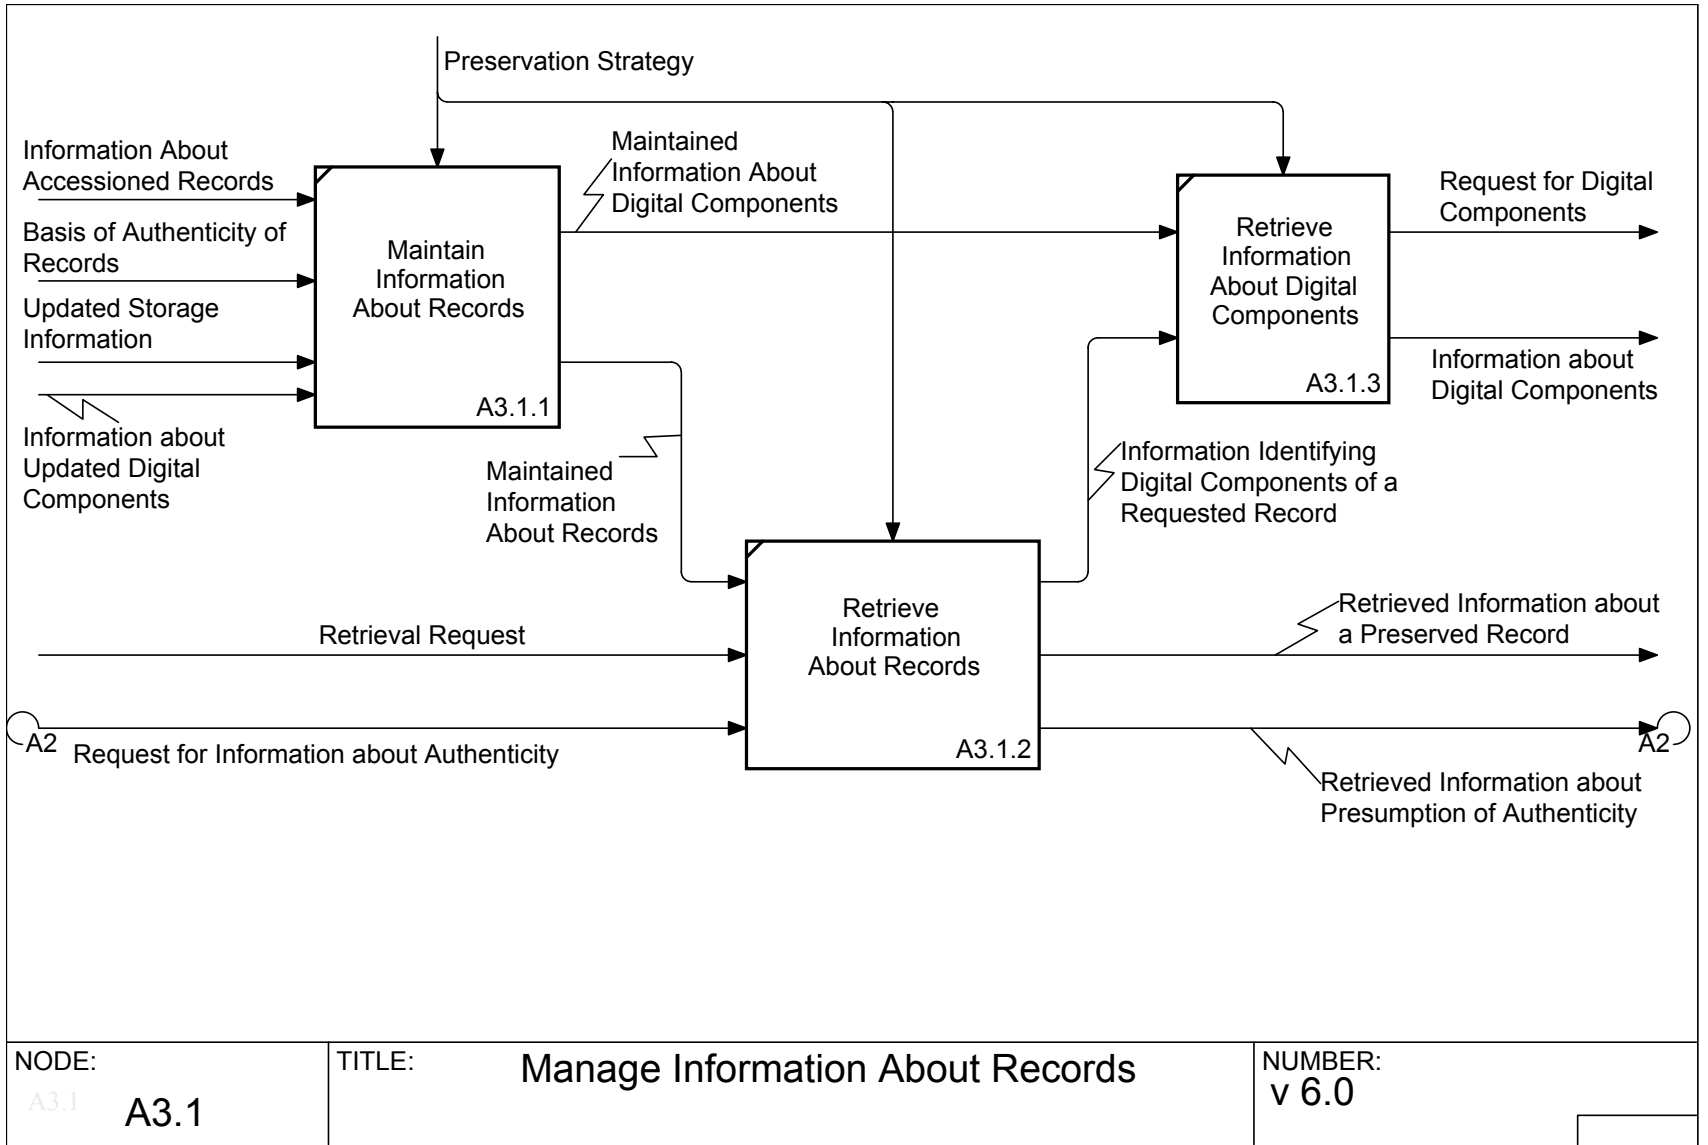 Preservation Strategy
Information About
Accessioned Records
Basis of Authenticity of
Records
Updated Storage
Information
Information about
Updated Digital
Components
Maintain
Information
About Records
A3.1.1
Maintained
Information About
Digital Components
Maintained
Information
About Records
Retrieve
Information
About Digital
Components
A3.1.3
Request for Digital
Components
Information about
Digital Components
Information Identifying
Digital Components of a
Requested Record
Retrieval Request
A2
Request for Information about Authenticity
Retrieve
Information
About Records
A3.1.2
Retrieved Information about
a Preserved Record
A2
Retrieved Information about
Presumption of Authenticity
NODE:
A3.1
A3.1
TITLE:
Manage Information About Records
NUMBER:
v 6.0